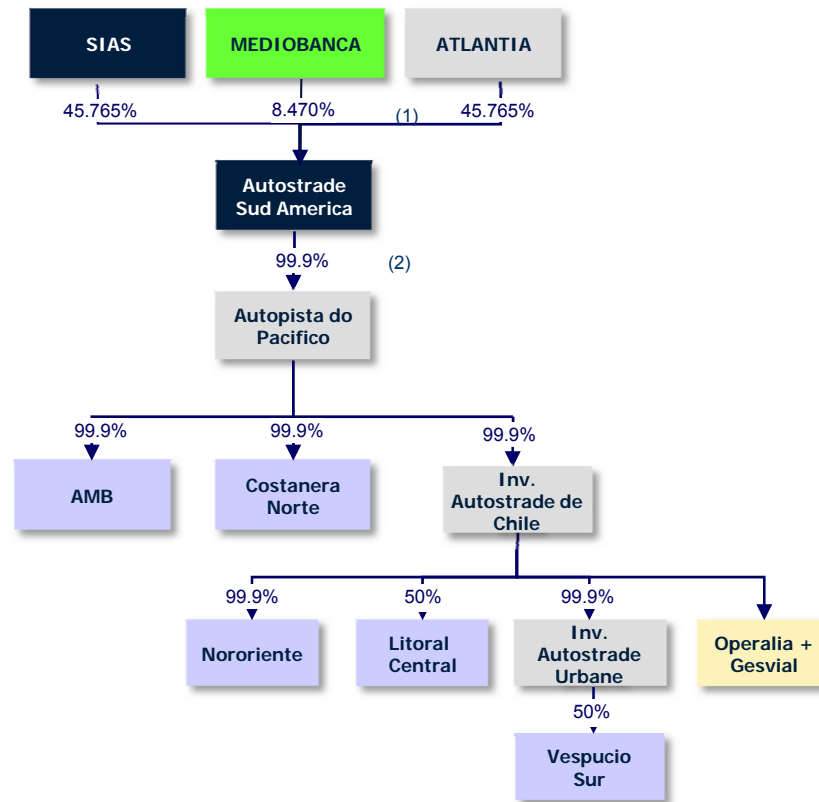 SIAS
MEDIOBANCA
ATLANTIA
45.765%
8.470%
(1)
45.765%
Autostrade
Sud America
99.9%
(2)
Autopista do
Pacifico
99.9%
99.9%
99.9%
AMB
Costanera
Norte
Inv.
Autostrade de
Chile
99.9%
50%
99.9%
Nororiente
Litoral
Central
Inv.
Autostrade
Urbane
Operalia +
Gesvial
50%
Vespucio
Sur